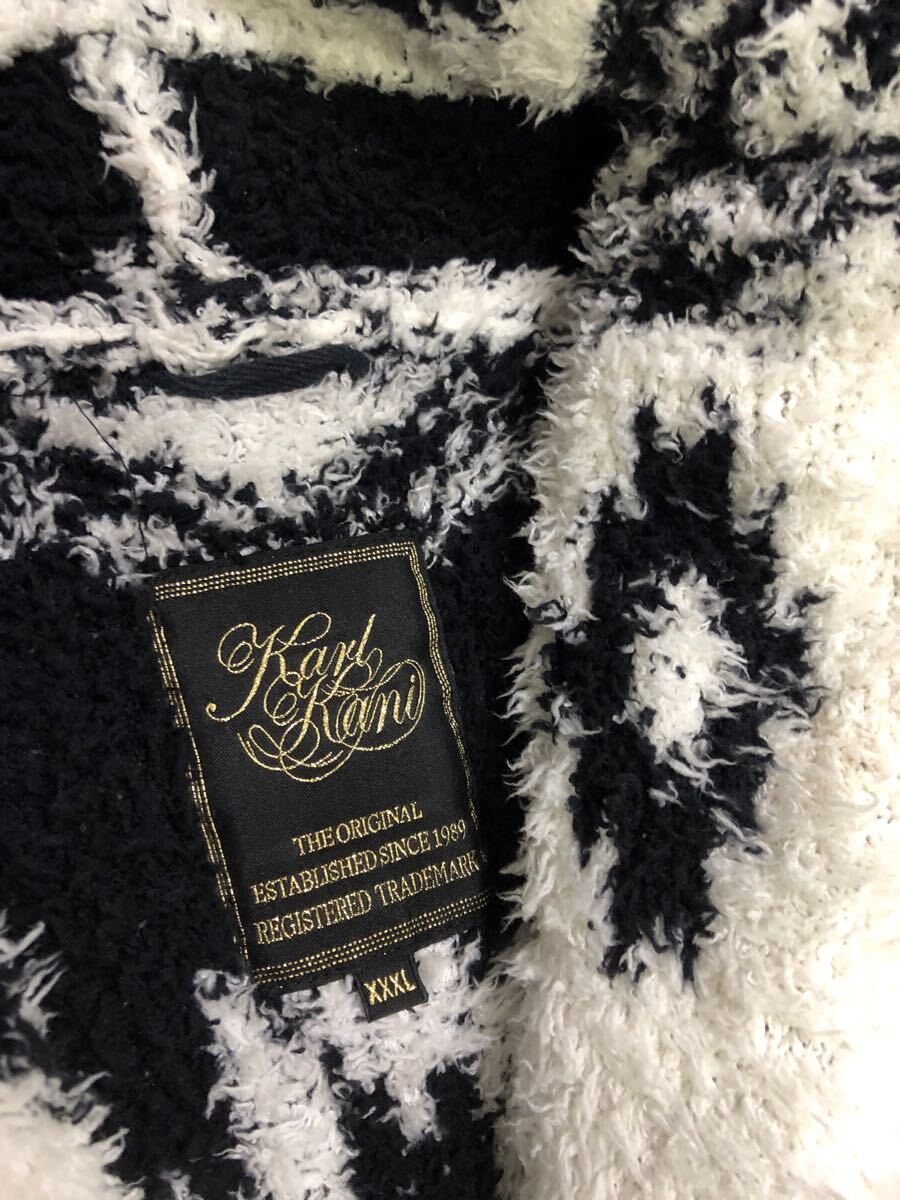 Karl
Kani
THE ORIGINAL
ESTABLISHED SINCE 1989
REGISTERED TRADEMARK
XXXL